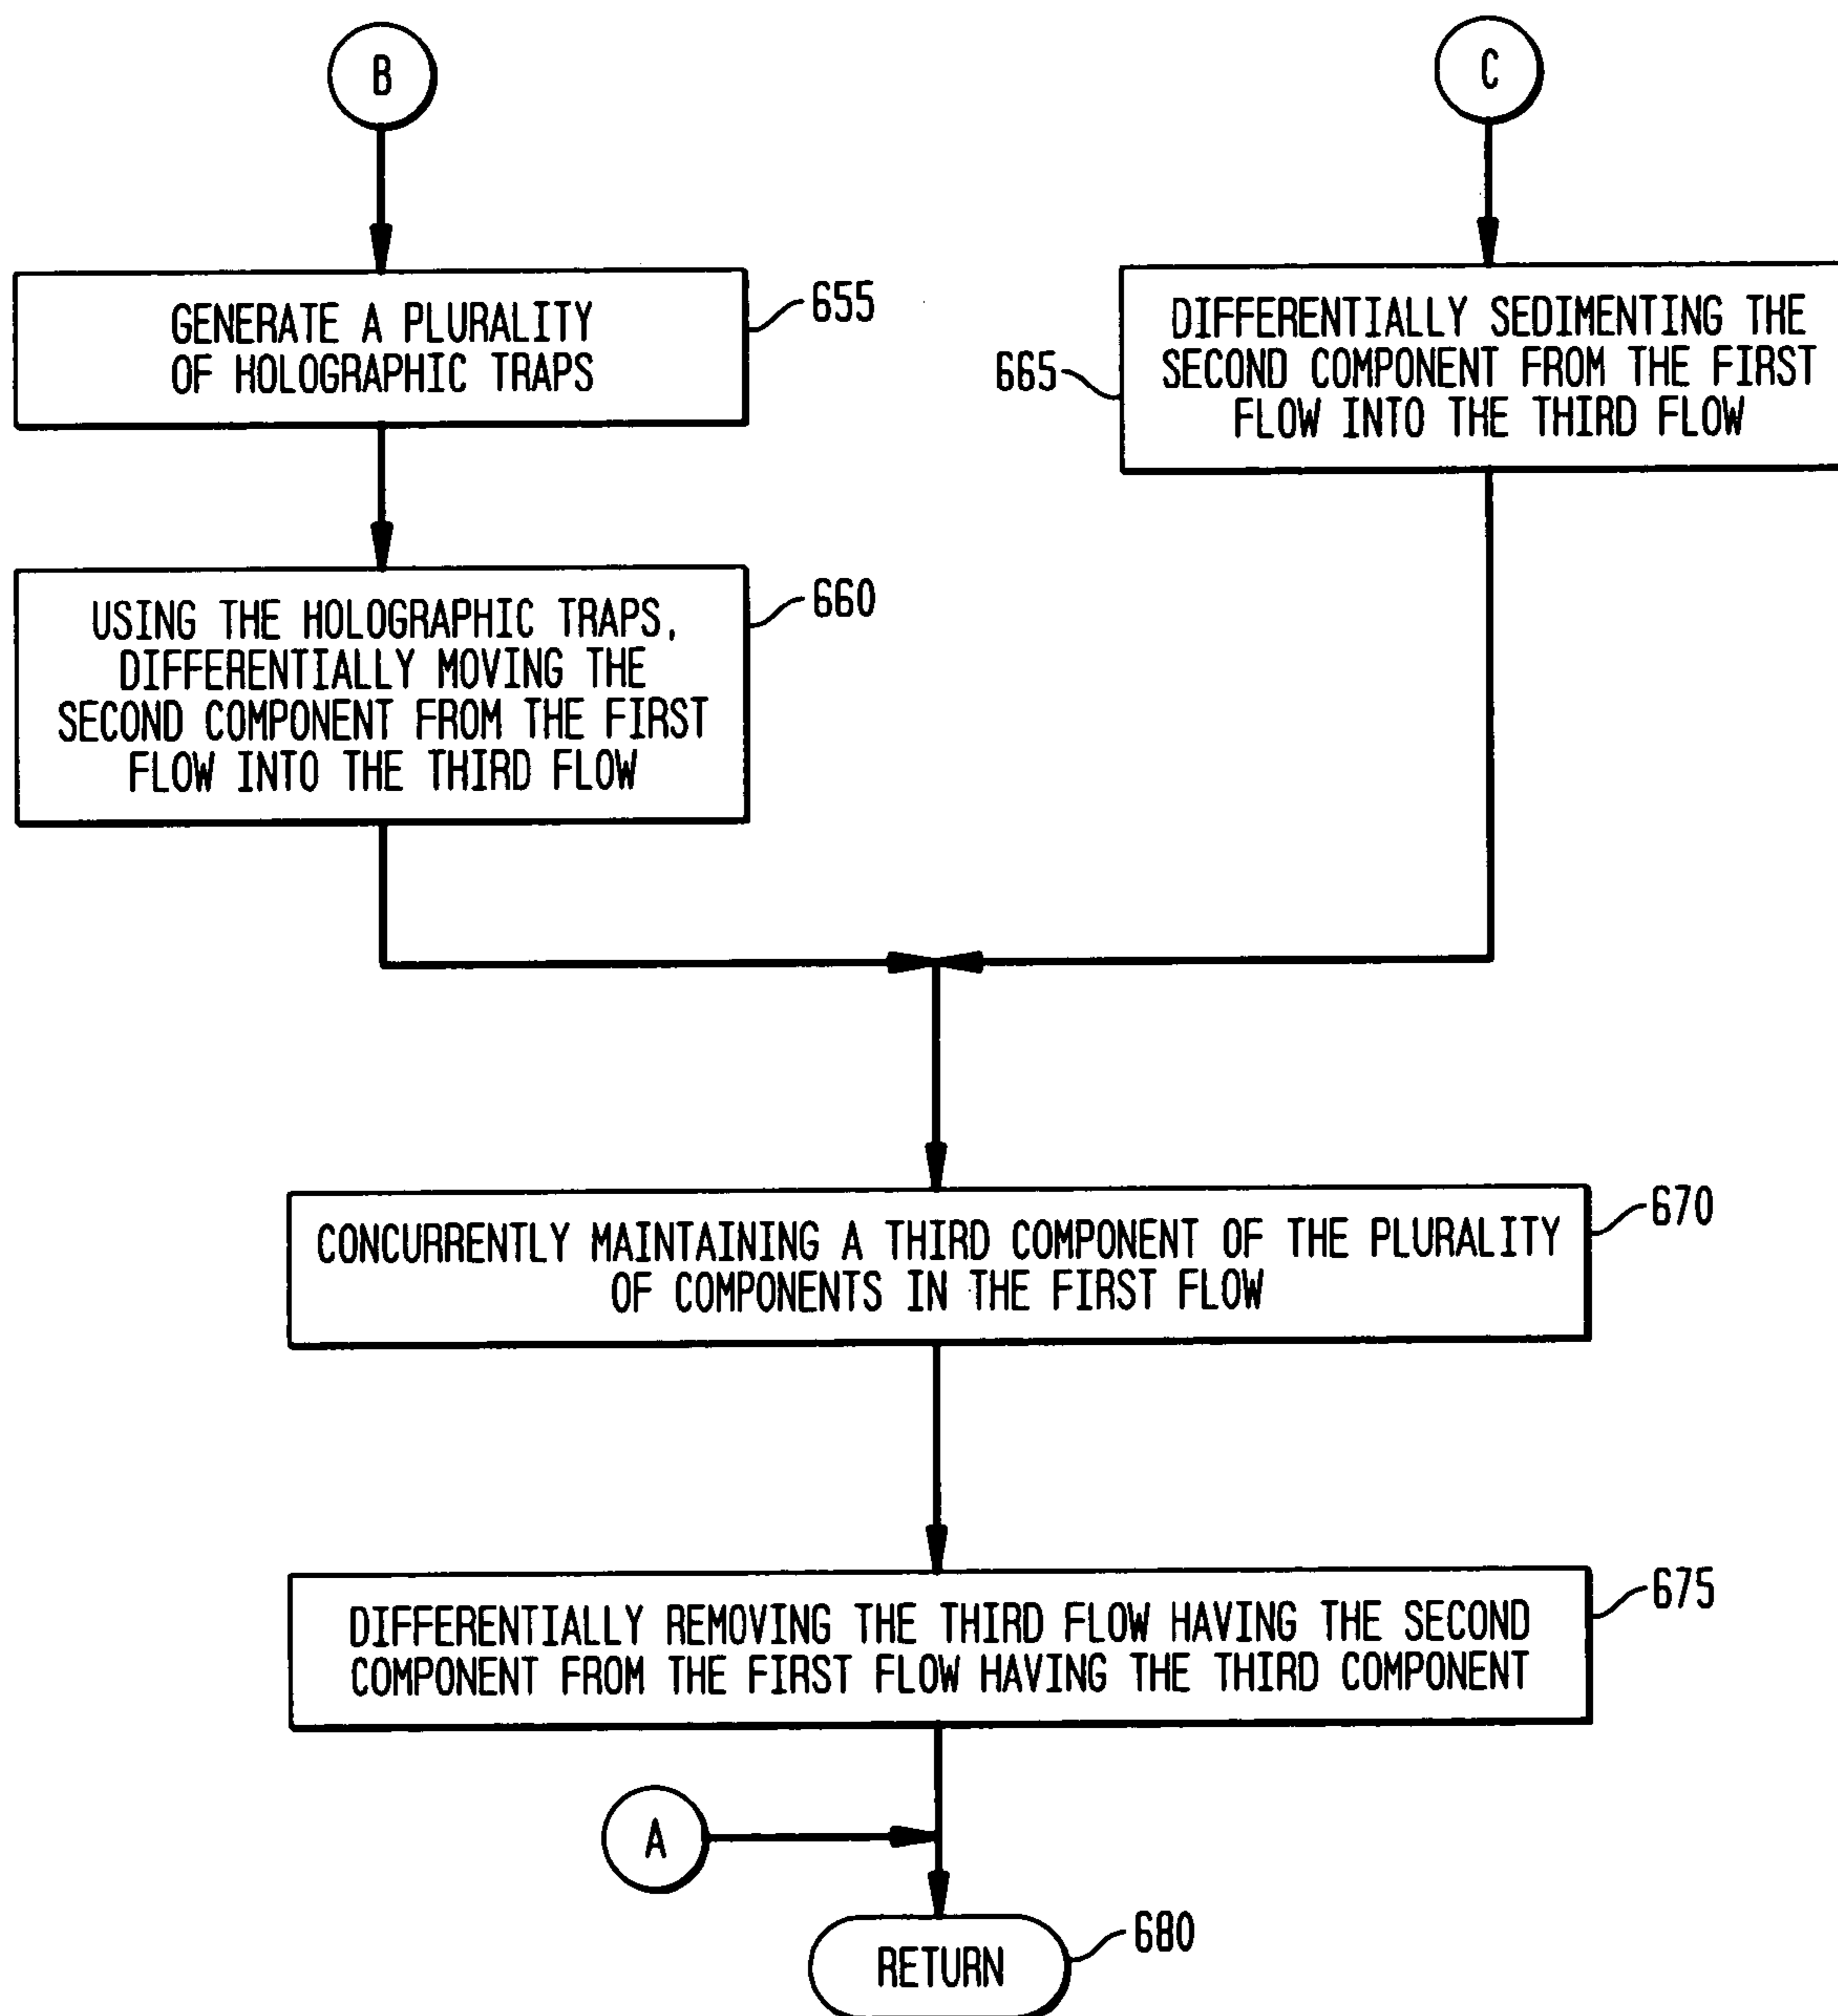 B
C
GENERATE A PLURALITY
OF HOLOGRAPHIC TRAPS
655
665
DIFFERENTIALLY SEDIMENTING THE
SECOND COMPONENT FROM THE FIRST
FLOW INTO THE THIRD FLOW
USING THE HOLOGRAPHIC TRAPS,
DIFFERENTIALLY MOVING THE
SECOND COMPONENT FROM THE FIRST
FLOW INTO THE THIRD FLOW
660
CONCURRENTLY MAINTAINING A THIRD COMPONENT OF THE PLURALITY
OF COMPONENTS IN THE FIRST FLOW
670
DIFFERENTIALLY REMOVING THE THIRD FLOW HAVING THE SECOND
COMPONENT FROM THE FIRST FLOW HAVING THE THIRD COMPONENT
675
A
RETURN
680